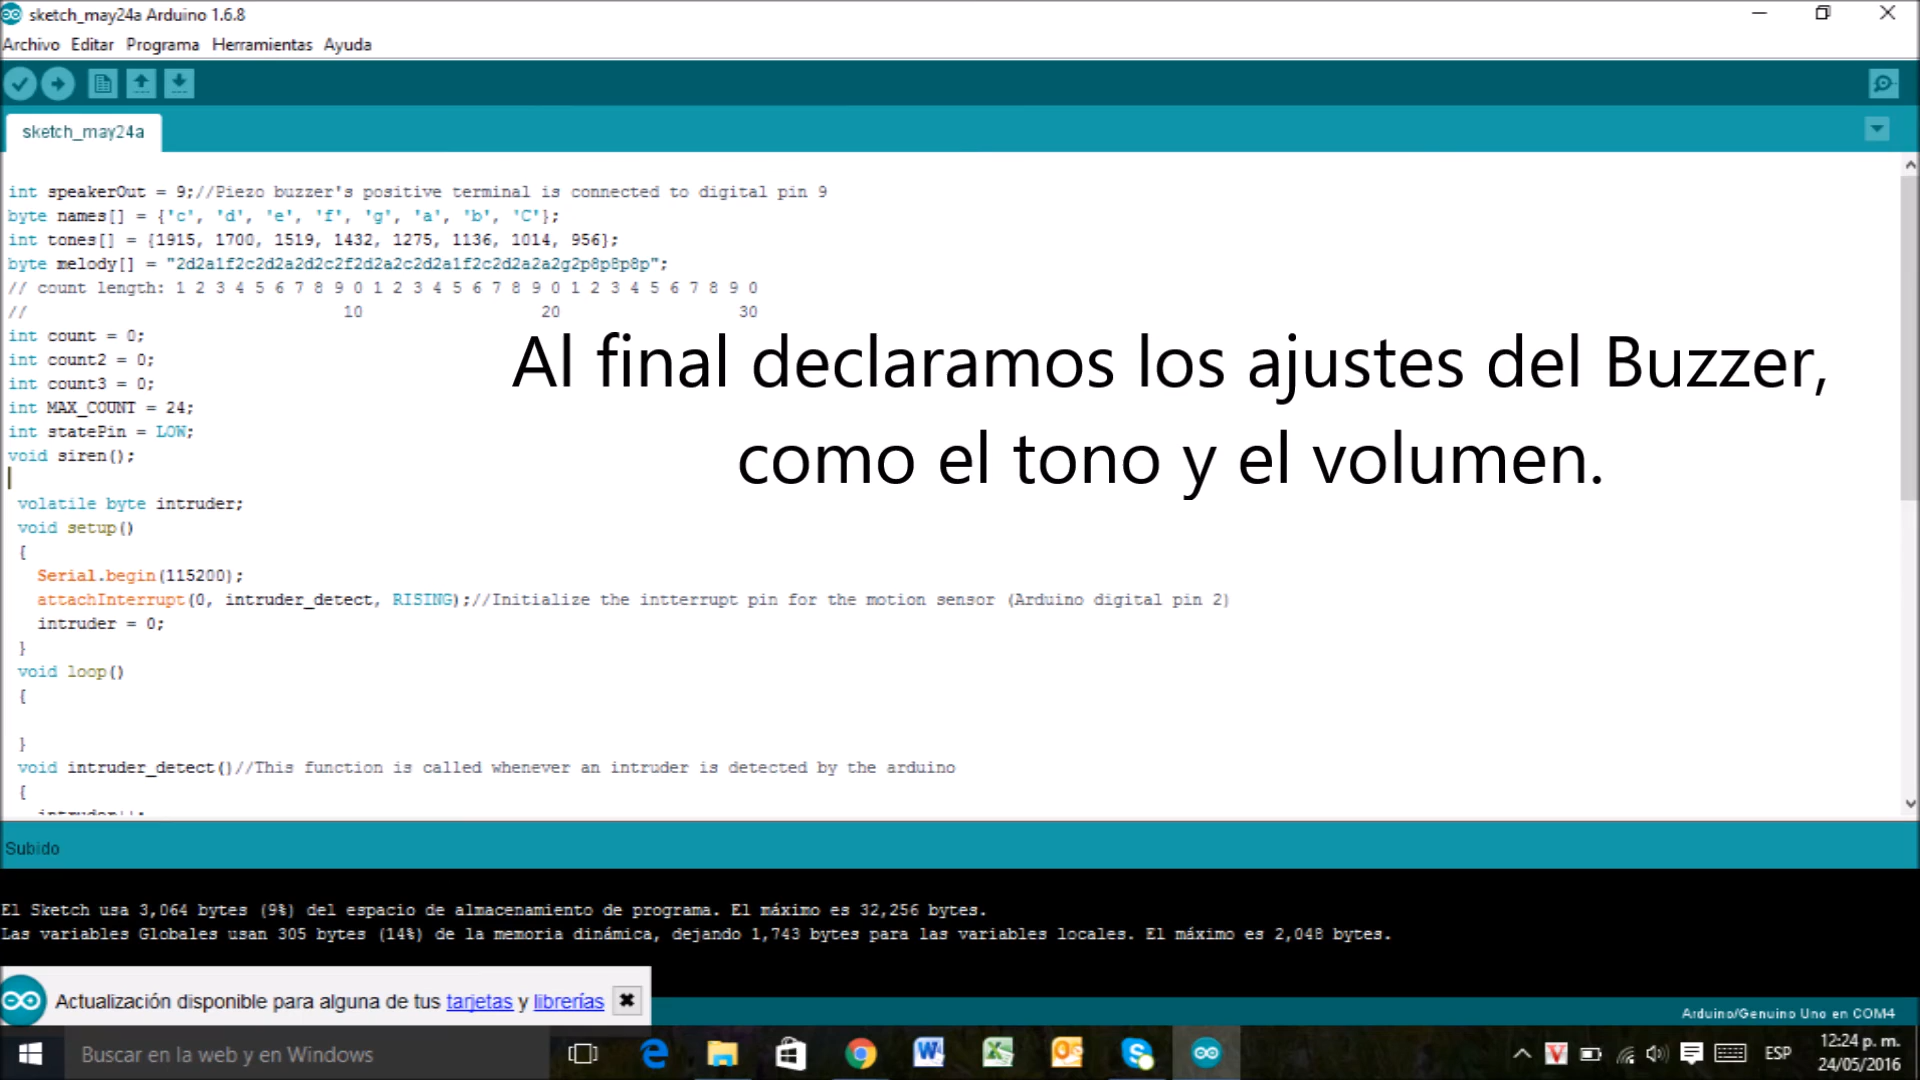 sketch_may24a Arduino 1.6.8
Archivo Editar Programa Herramientas Ayuda
sketch_may24a
int speakerOut = 9;//Piezo buzzer's positive terminal is connected to digital pin 9
byte names[] = {'c', 'd', 'e', 'f', 'g', 'a', 'b', 'C'};
int tones[] = {1915, 1700, 1519, 1432, 1275, 1136, 1014, 956};
byte melody[] = "2d2a1f2c2d2a2d2c2f2d2a2c2d2a1f2c2d2a2a2g2p8p8p8p";
// count length: 1 2 3 4 5 6 7 8 9 0 1 2 3 4 5 6 7 8 9 0 1 2 3 4 5 6 7 8 9 0
// 10 20 30
int count = 0;
int count2 = 0;
int count3 = 0;
int MAX_COUNT = 24;
int statePin = LOW;
void siren();
Al final declaramos los ajustes del Buzzer,
como el tono y el volumen.
volatile byte intruder;
void setup()
{
Serial.begin(115200);
attachInterrupt(0, intruder_detect, RISING);//Initialize the intterrupt pin for the motion sensor (Arduino digital pin 2)
intruder = 0;
}
void loop()
{
}
void intruder_detect()//This function is called whenever an intruder is detected by the arduino
{
intruder++;
Subido
El Sketch usa 3,064 bytes (9%) del espacio de almacenamiento de programa. El máximo es 32,256 bytes.
Las variables Globales usan 305 bytes (14%) de la memoria dinámica, dejando 1,743 bytes para las variables locales. El máximo es 2,048 bytes.
Actualización disponible para alguna de tus tarjetas y librerías
Arduino/Genuino Uno en COM4
Buscar en la web y en Windows
ESP
12:24 p. m.
24/05/2016